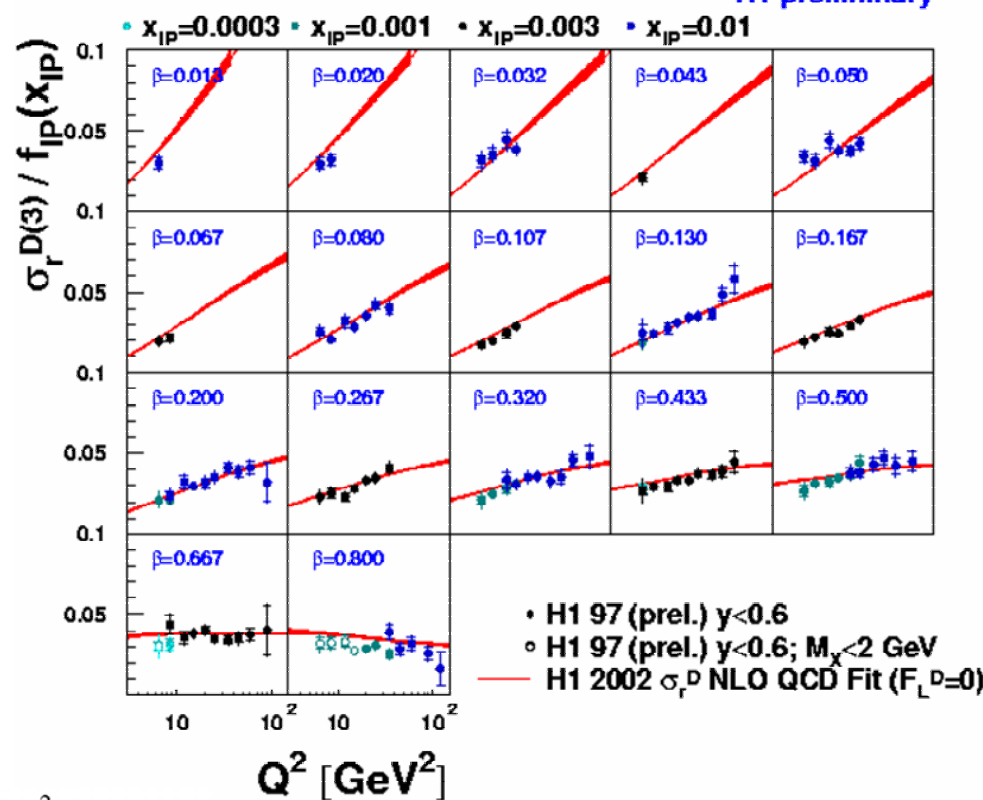 x_IP=0.0003 x_IP=0.001 x_IP=0.003 x_IP=0.01
σ_r^D(3) / f_IP(x_IP)
0.1
β=0.013 β=0.020 β=0.032 β=0.043 β=0.050
0.05
0.1
β=0.067 β=0.080 β=0.107 β=0.130 β=0.167
0.05
0.1
β=0.200 β=0.267 β=0.320 β=0.433 β=0.500
0.05
0.1
β=0.667 β=0.800
0.05
H1 97 (prel.) y<0.6
H1 97 (prel.) y<0.6; M_X<2 GeV
H1 2002 σ_r^D NLO QCD Fit (F_L^D=0)
10 10^2 10 10^2
Q^2 [GeV^2]
2